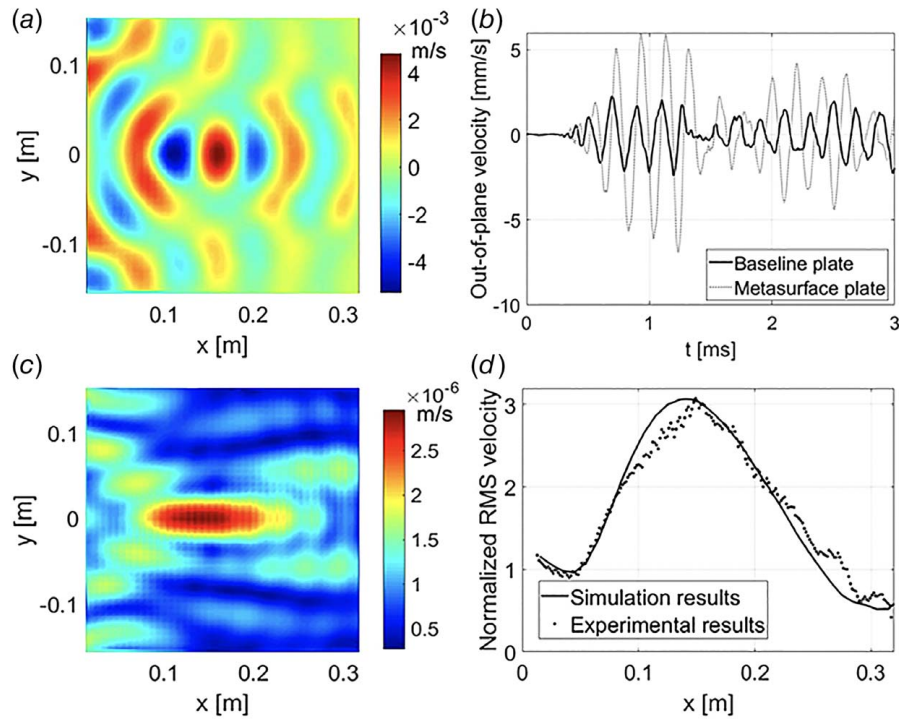 (a)
×10⁻³
m/s
4
2
0
-2
-4
0.1
0
-0.1
y [m]
0.1 0.2 0.3
x [m]
(b)
5
0
-5
-10
Out-of-plane velocity [mm/s]
Baseline plate
Metasurface plate
0 1 2 3
t [ms]
(c)
×10⁻⁶
m/s
2.5
2
1.5
1
0.5
0.1
0
-0.1
y [m]
0.1 0.2 0.3
x [m]
(d)
3
2
1
0
Normalized RMS velocity
Simulation results
Experimental results
0 0.1 0.2 0.3
x [m]